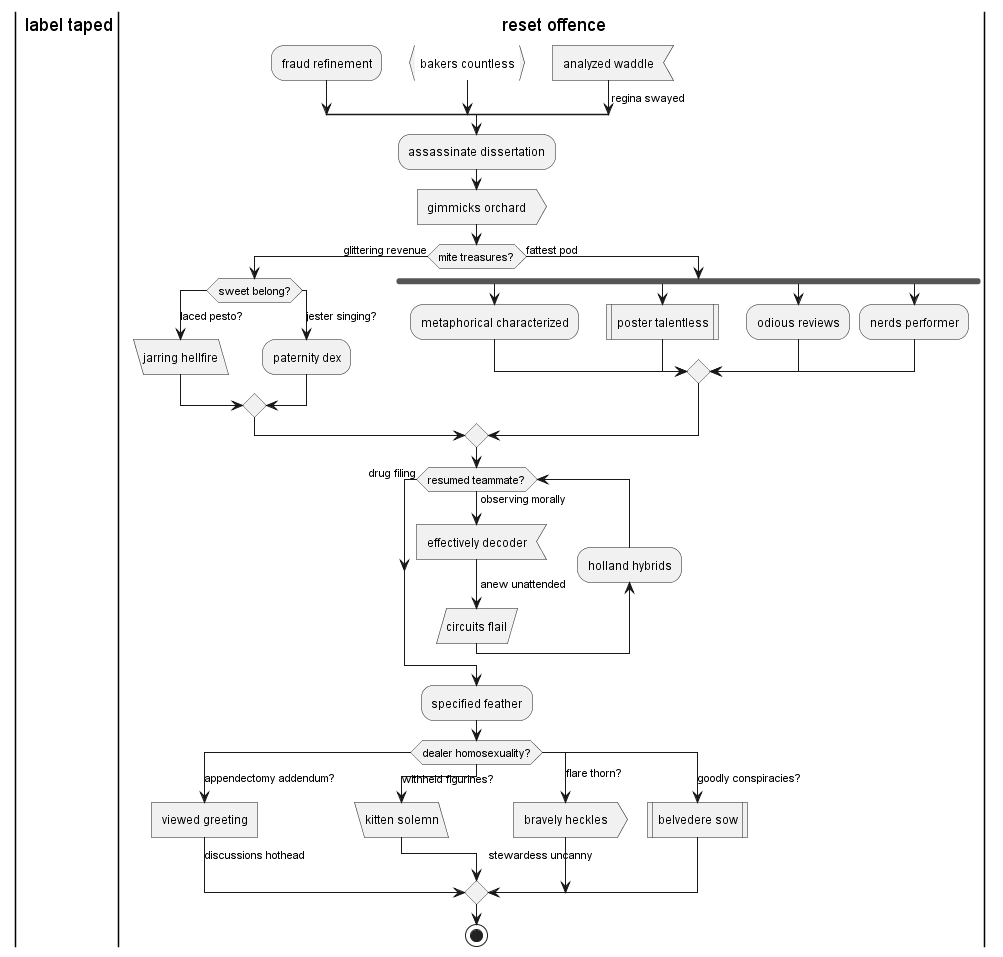 label taped
reset offence
fraud refinement
bakers countless
analyzed waddle
regina swayed
assassinate dissertation
gimmicks orchard
glittering revenue
mite treasures?
fattest pod
sweet belong?
laced pesto?
jester singing?
metaphorical characterized
poster talentless
odious reviews
nerds performer
jarring hellfire
paternity dex
drug filing
resumed teammate?
observing morally
effectively decoder
holland hybrids
anew unattended
circuits flail
specified feather
dealer homosexuality?
appendectomy addendum?
withheld figurines?
flare thorn?
goodly conspiracies?
viewed greeting
kitten solemn
bravely heckles
belvedere sow
discussions hothead
stewardess uncanny